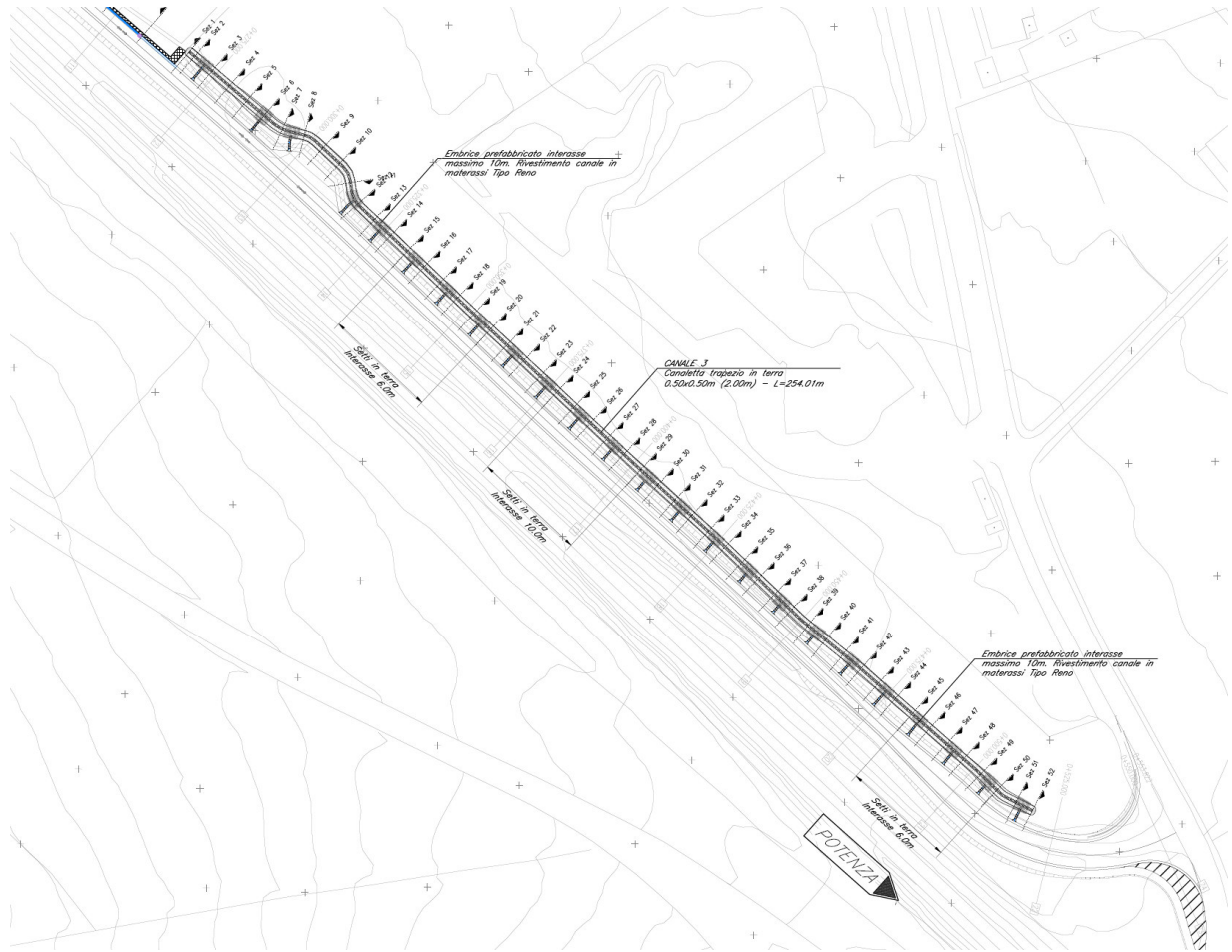 Sez 1
Sez 2
Sez 3
Sez 4
Sez 5
Sez 6
Sez 7
Sez 8
Sez 9
Sez 10
Sez 13
Sez 14
Sez 15
Sez 16
Sez 17
Sez 18
Sez 19
Sez 20
Sez 21
Sez 22
Sez 23
Sez 24
Sez 25
Sez 26
Sez 27
Sez 28
Sez 29
Sez 30
Sez 31
Sez 32
Sez 33
Sez 34
Sez 35
Sez 36
Sez 37
Sez 38
Sez 39
Sez 40
Sez 41
Sez 42
Sez 43
Sez 44
Sez 45
Sez 46
Sez 47
Sez 48
Sez 49
Sez 50
Sez 51
Sez 52
Embrice prefabbricato interasse
massimo 10m. Rivestimento canale in
materassi Tipo Reno
Setti in terra
Interasse 6.0m
CANALE 3
Canaletta trapezio in terra
0.50x0.50m (2.00m) - L=254.01m
Setti in terra
Interasse 10.0m
Embrice prefabbricato interasse
massimo 10m. Rivestimento canale in
materassi Tipo Reno
Setti in terra
Interasse 6.0m
POTENZA